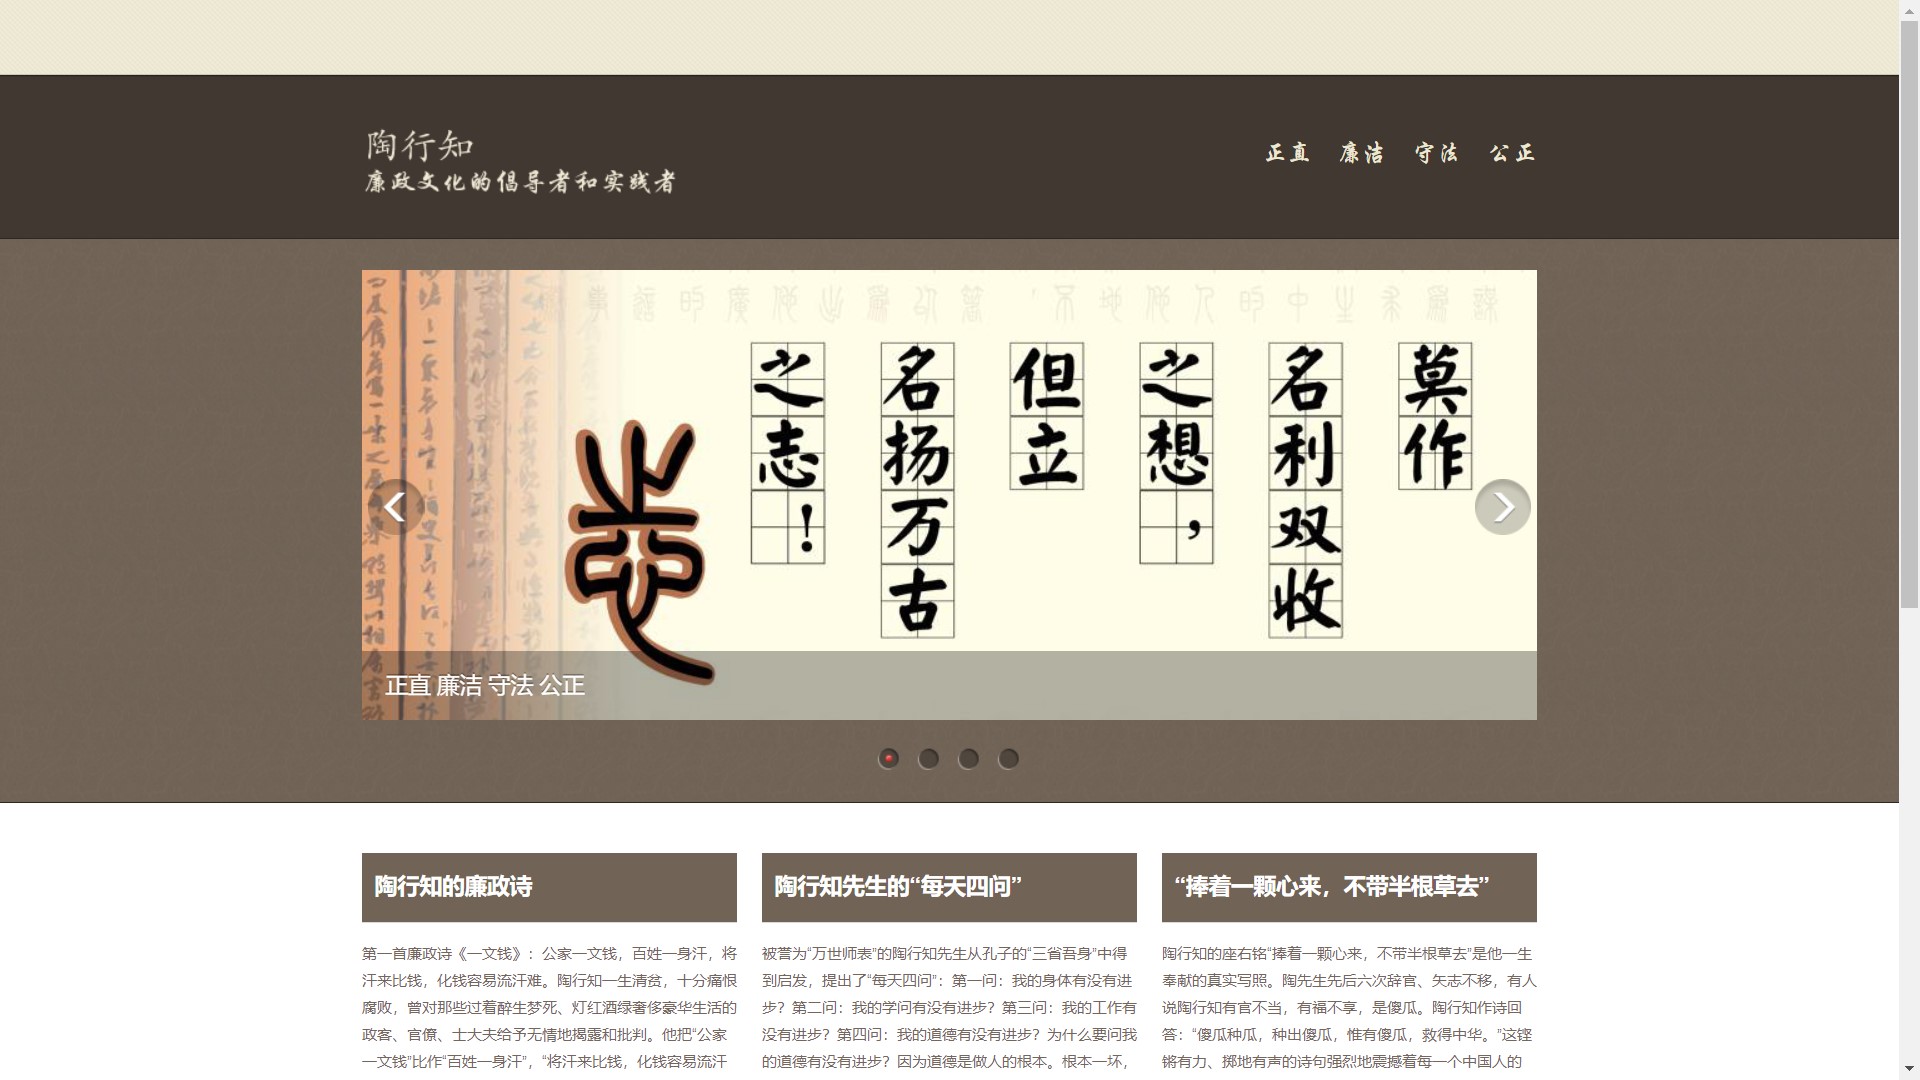 陶行知
廉政文化的倡导者和实践者
正直 廉洁 守法 公正
莫作
名利双收
之想，
但立
名扬万古
之志！
正直 廉洁 守法 公正
陶行知的廉政诗
第一首廉政诗《一文钱》：公家一文钱，百姓一身汗，将
汗来比钱，化钱容易流汗难。陶行知一生清贫，十分痛恨
腐败，曾对那些过着醉生梦死、灯红酒绿奢侈豪华生活的
政客、官僚、士大夫给予无情地揭露和批判。他把“公家
一文钱”比作“百姓一身汗”，“将汗来比钱，化钱容易流汗
陶行知先生的“每天四问”
被誉为“万世师表”的陶行知先生从孔子的“三省吾身”中得
到启发，提出了“每天四问”：第一问：我的身体有没有进
步？第二问：我的学问有没有进步？第三问：我的工作有
没有进步？第四问：我的道德有没有进步？为什么要问我
的道德有没有进步？因为道德是做人的根本。根本一坏，
“捧着一颗心来，不带半根草去”
陶行知的座右铭“捧着一颗心来，不带半根草去”是他一生
奉献的真实写照。陶先生先后六次辞官、矢志不移，有人
说陶行知有官不当，有福不享，是傻瓜。陶行知作诗回
答：“傻瓜种瓜，种出傻瓜，惟有傻瓜，救得中华。”这铿
锵有力、掷地有声的诗句强烈地震撼着每一个中国人的